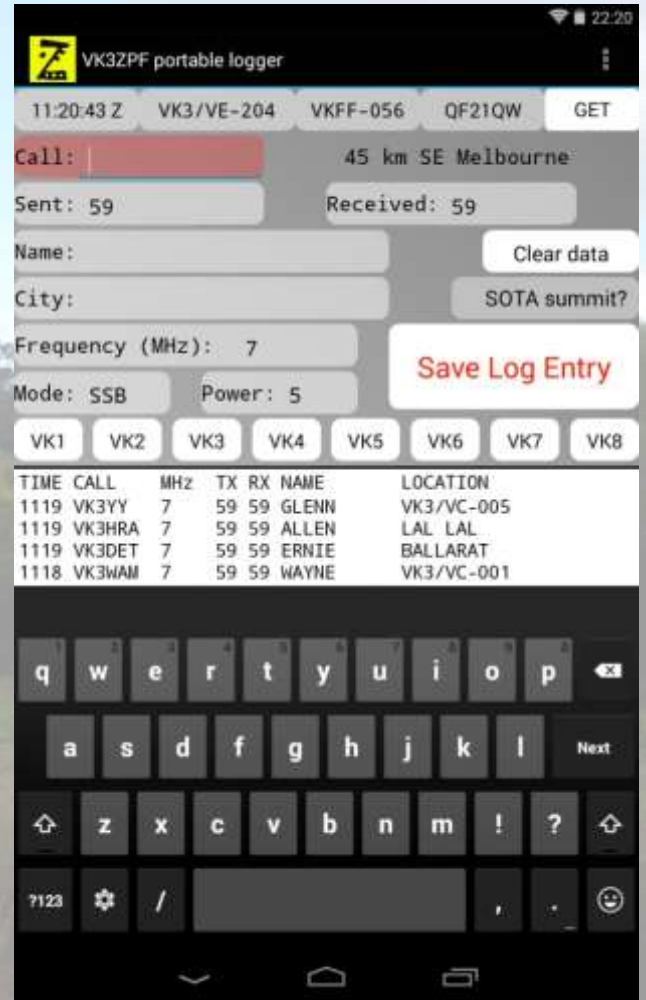 22:20
VK3ZPF portable logger
11:20:43 Z VK3/VE-204 VKFF-056 QF21QW GET
Call: 45 km SE Melbourne
Sent: 59 Received: 59
Name: Clear data
City: SOTA summit?
Frequency (MHz): 7
Save Log Entry
Mode: SSB Power: 5
VK1 VK2 VK3 VK4 VK5 VK6 VK7 VK8
TIME CALL MHz TX RX NAME LOCATION
1119 VK3YY 7 59 59 GLENN VK3/VC-005
1119 VK3HRA 7 59 59 ALLEN LAL LAL
1119 VK3DET 7 59 59 ERNIE BALLARAT
1118 VK3WAM 7 59 59 WAYNE VK3/VC-001
q w e r t y u i o p
a s d f g h j k l Next
z x c v b n m ! ?
?123 / , .